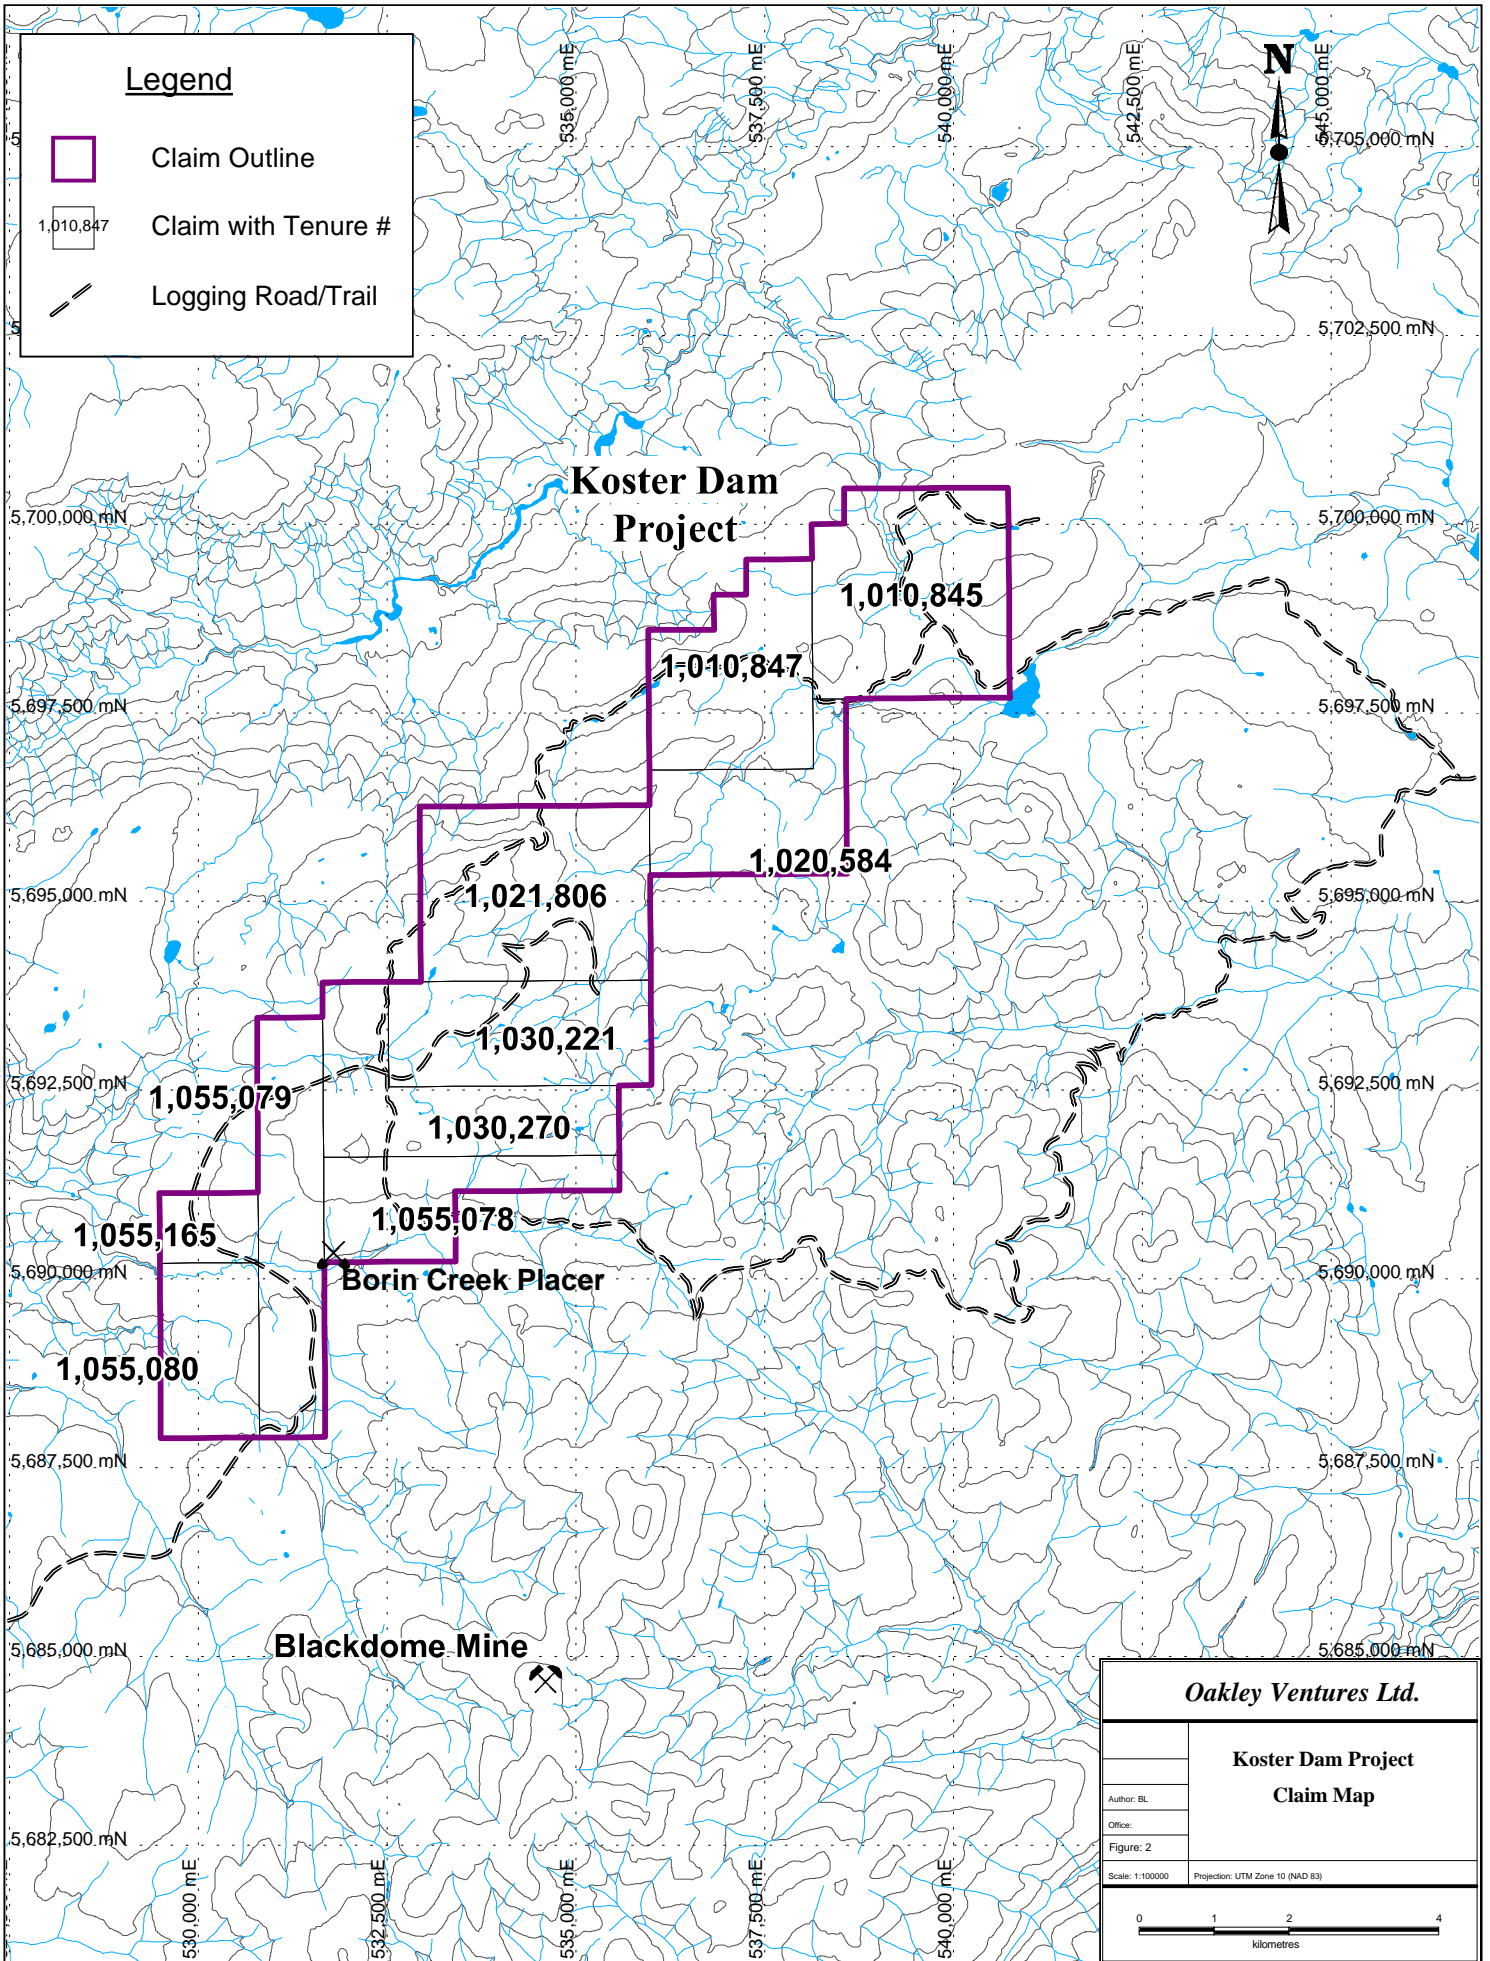 Legend
Claim Outline
1,010,847
Claim with Tenure #
Logging Road/Trail
535,000 mE
537,500 mE
540,000 mE
542,500 mE
545,000 mE
N
5
5,705,000 mN
5
5,702,500 mN
Koster Dam
Project
5,700,000 mN
5,700,000 mN
1,010,845
1,010,847
5,697,500 mN
5,697,500 mN
1,020,584
1,021,806
5,695,000 mN
5,695,000 mN
1,030,221
5,692,500 mN
5,692,500 mN
1,055,079
1,030,270
1,055,078
1,055,165
5,690,000 mN
5,690,000 mN
Borin Creek Placer
1,055,080
5,687,500 mN
5,687,500 mN
Blackdome Mine
5,685,000 mN
5,685,000 mN
5,682,500 mN
530,000 mE
532,500 mE
535,000 mE
537,500 mE
540,000 mE
Oakley Ventures Ltd.
Koster Dam Project
Claim Map
Author: BL
Office:
Figure: 2
Scale: 1:100000
Projection: UTM Zone 10 (NAD 83)
0 1 2 4
kilometres